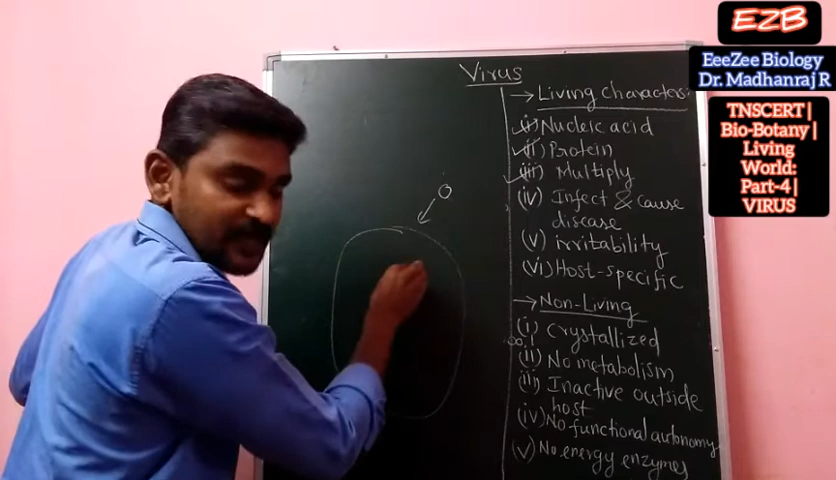 EZB
EeeZee Biology
Dr. Madhanraj R
TNSCERT |
Bio-Botany |
Living
World:
Part-4 |
VIRUS
Virus
→ Living characters:
(i) Nucleic acid
(ii) Protein
(iii) Multiply
(iv) Infect & cause
disease
(v) irritability
(vi) Host-specific
→ Non-Living
(i) Crystallized
(ii) No metabolism
(iii) Inactive outside
host
(iv) No functional autonomy
(v) No energy enzymes